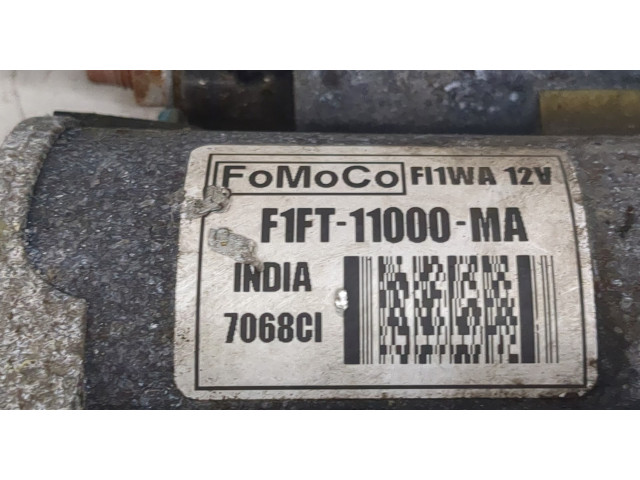 FoMoCo FI1WA 12V
F1FT-11000-MA
INDIA
7068CI